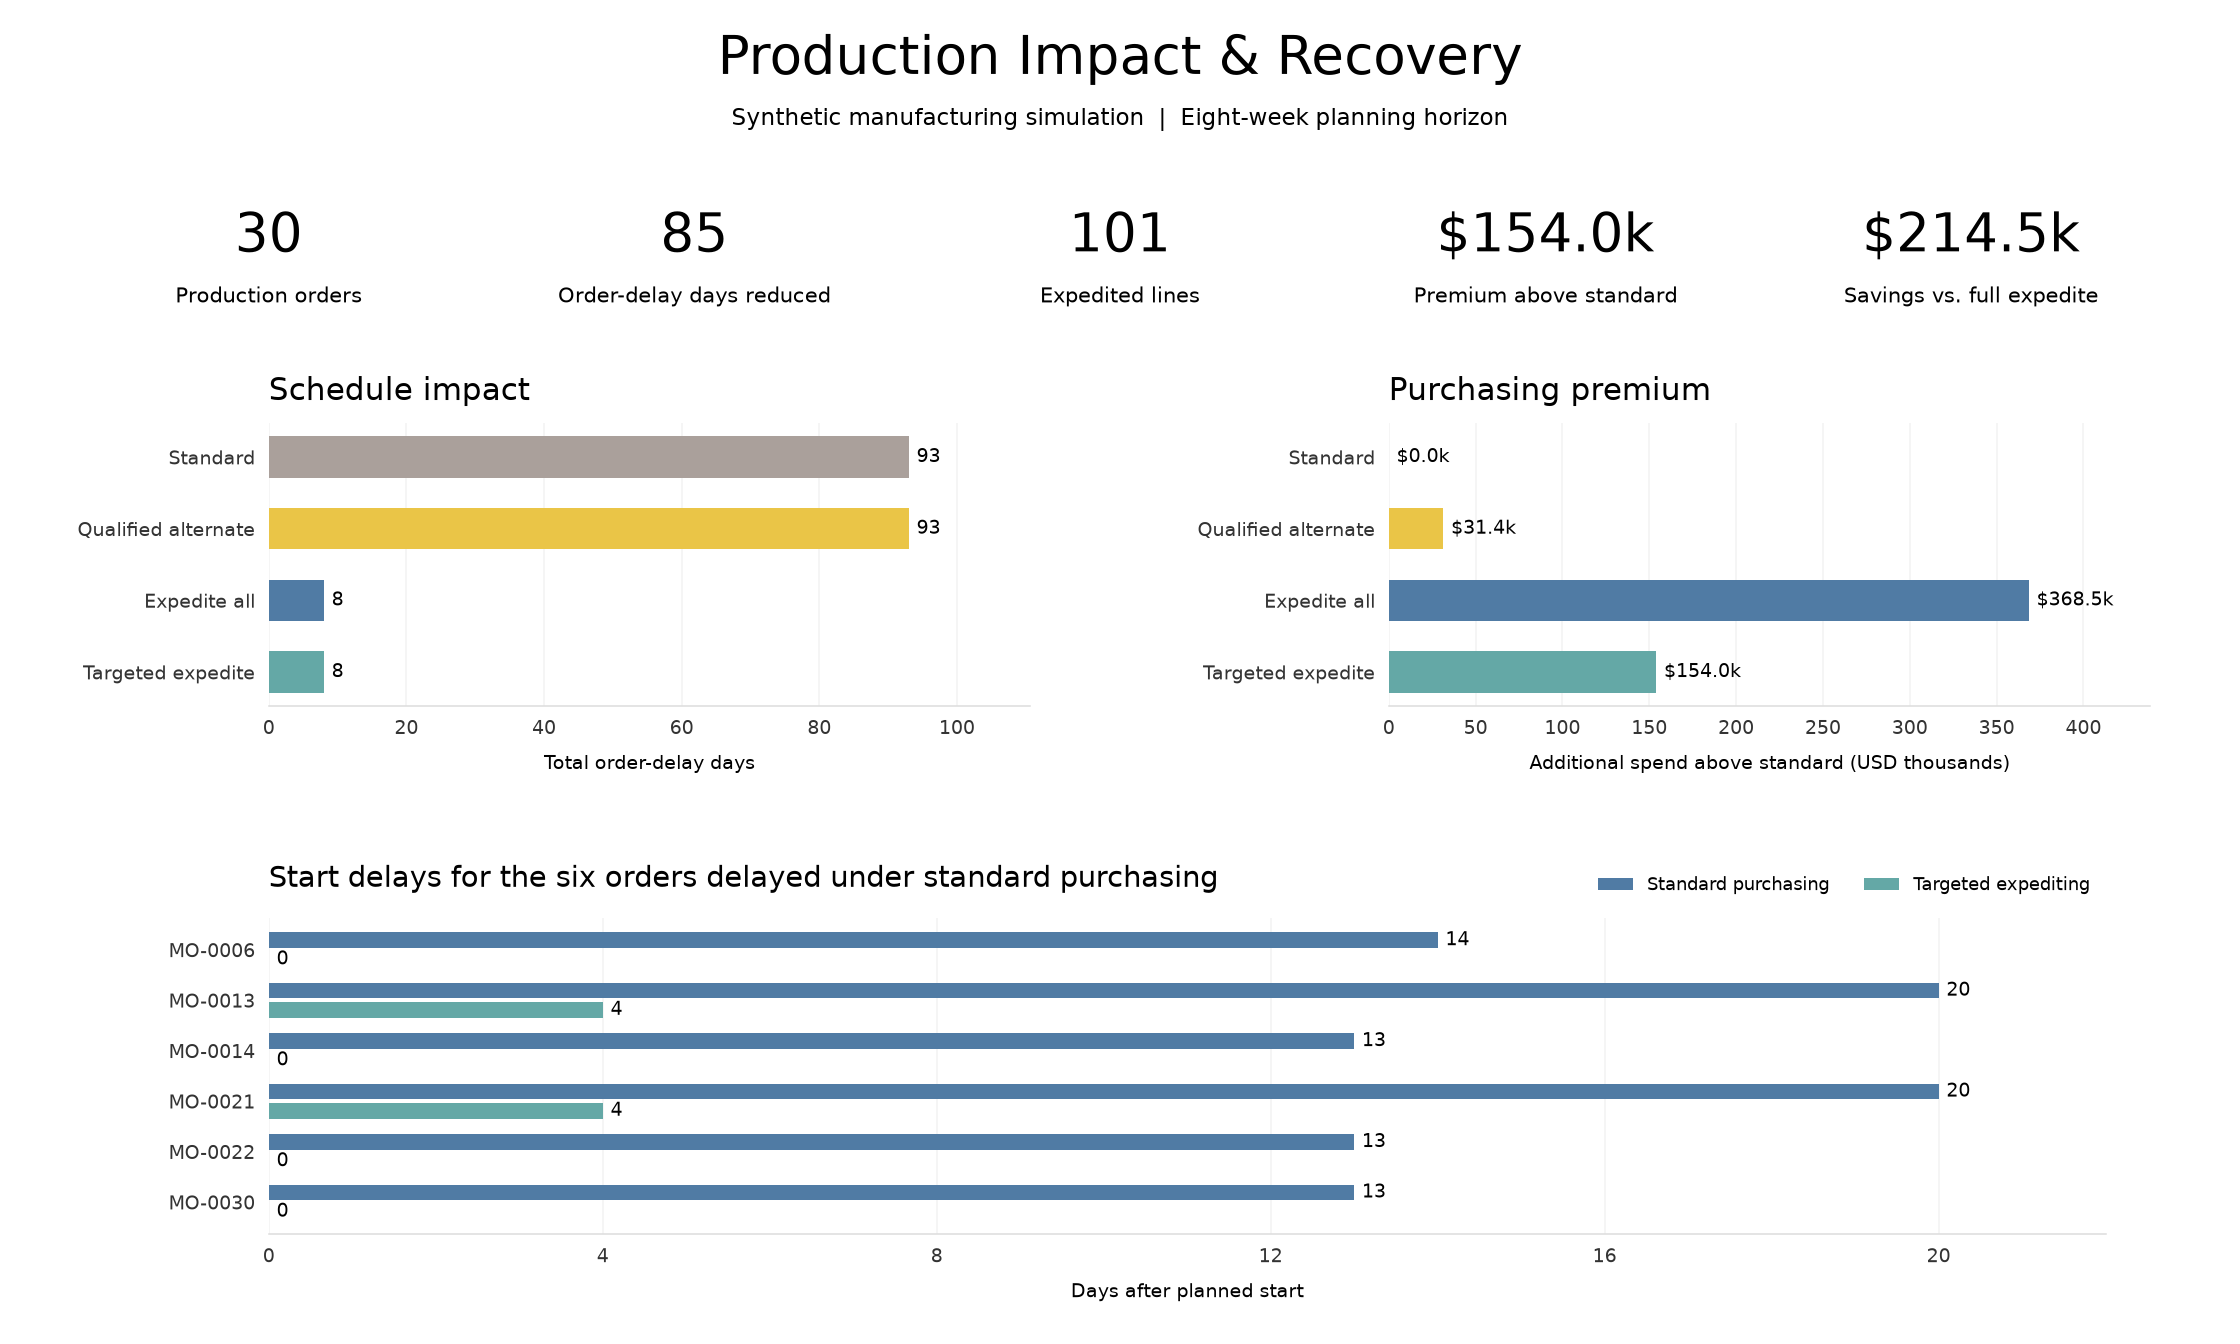 Production Impact & Recovery
Synthetic manufacturing simulation | Eight-week planning horizon
30
85
101
$154.0k
$214.5k
Production orders
Order-delay days reduced
Expedited lines
Premium above standard
Savings vs. full expedite
Schedule impact
Standard
93
Qualified alternate
93
Expedite all
8
Targeted expedite
8
0 20 40 60 80 100
Total order-delay days
Purchasing premium
Standard
$0.0k
Qualified alternate
$31.4k
Expedite all
$368.5k
Targeted expedite
$154.0k
0 50 100 150 200 250 300 350 400
Additional spend above standard (USD thousands)
Start delays for the six orders delayed under standard purchasing
Standard purchasing
Targeted expediting
MO-0006
14
0
MO-0013
20
4
MO-0014
13
0
MO-0021
20
4
MO-0022
13
0
MO-0030
13
0
0 4 8 12 16 20
Days after planned start